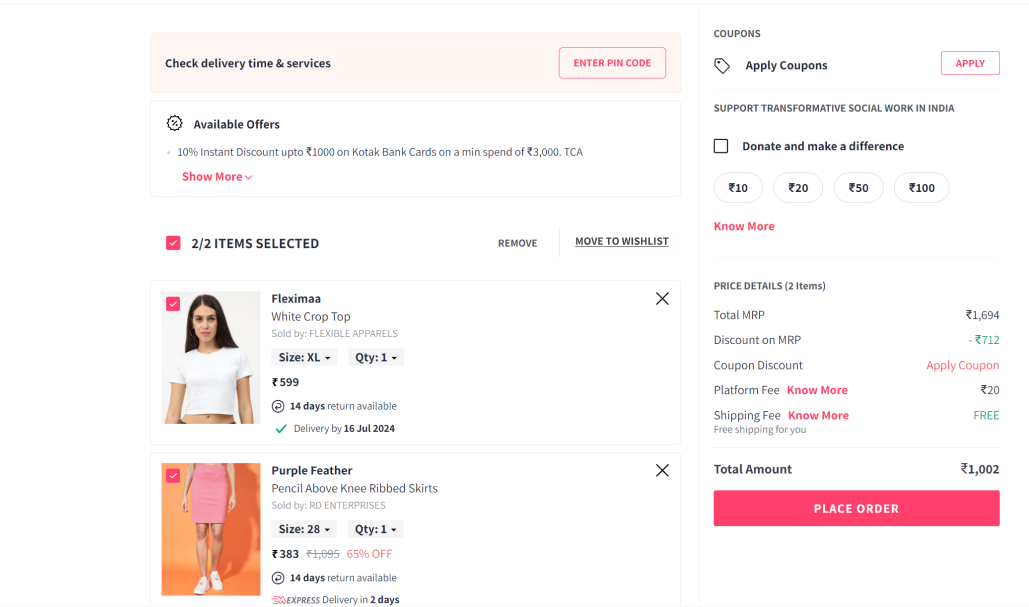 Check delivery time & services
ENTER PIN CODE
Available Offers
10% Instant Discount upto ₹1000 on Kotak Bank Cards on a min spend of ₹3,000. TCA
Show More
2/2 ITEMS SELECTED
REMOVE
MOVE TO WISHLIST
Fleximaa
White Crop Top
Sold by: FLEXIBLE APPARELS
Size: XL
Qty: 1
₹599
14 days return available
Delivery by 16 Jul 2024
Purple Feather
Pencil Above Knee Ribbed Skirts
Sold by: RD ENTERPRISES
Size: 28
Qty: 1
₹383 ₹1,095 65% OFF
14 days return available
EXPRESS Delivery in 2 days
COUPONS
Apply Coupons
APPLY
SUPPORT TRANSFORMATIVE SOCIAL WORK IN INDIA
Donate and make a difference
₹10 ₹20 ₹50 ₹100
Know More
PRICE DETAILS (2 Items)
Total MRP ₹1,694
Discount on MRP -₹712
Coupon Discount Apply Coupon
Platform Fee Know More ₹20
Shipping Fee Know More FREE
Free shipping for you
Total Amount ₹1,002
PLACE ORDER